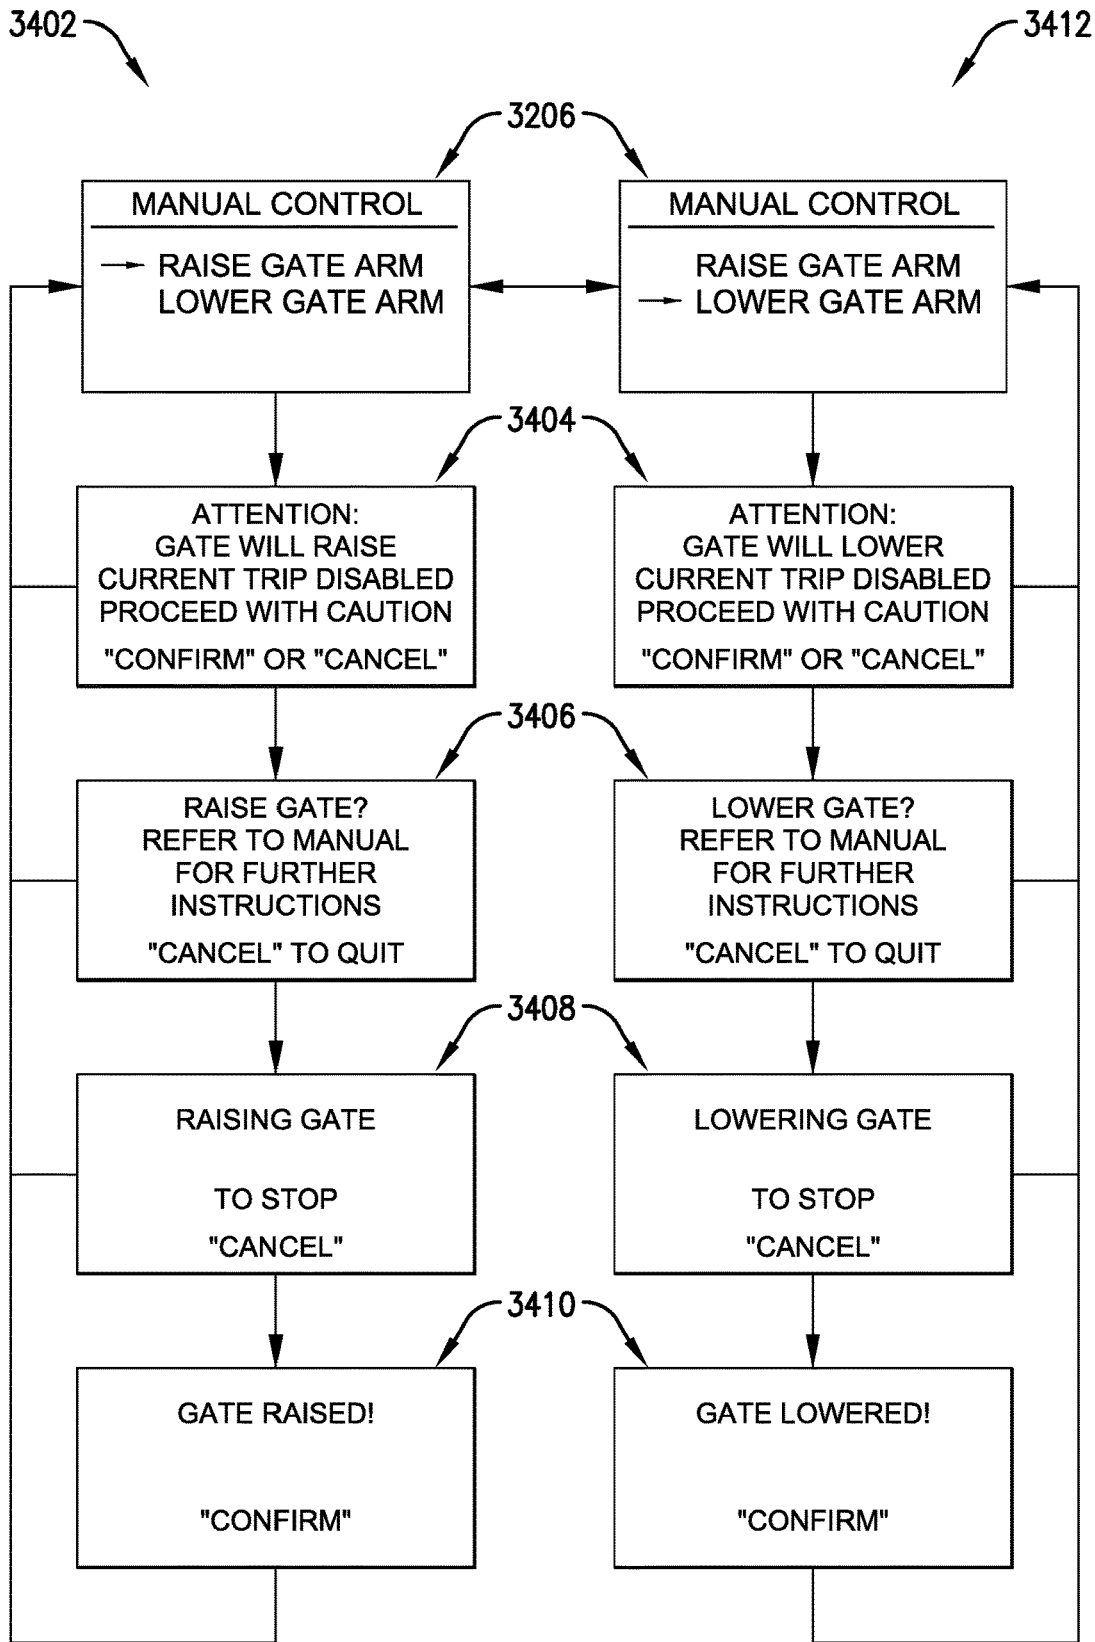 3402
3412
3206
MANUAL CONTROL
RAISE GATE ARM
LOWER GATE ARM
MANUAL CONTROL
RAISE GATE ARM
LOWER GATE ARM
3404
ATTENTION:
GATE WILL RAISE
CURRENT TRIP DISABLED
PROCEED WITH CAUTION
"CONFIRM" OR "CANCEL"
ATTENTION:
GATE WILL LOWER
CURRENT TRIP DISABLED
PROCEED WITH CAUTION
"CONFIRM" OR "CANCEL"
3406
RAISE GATE?
REFER TO MANUAL
FOR FURTHER
INSTRUCTIONS
"CANCEL" TO QUIT
LOWER GATE?
REFER TO MANUAL
FOR FURTHER
INSTRUCTIONS
"CANCEL" TO QUIT
3408
RAISING GATE
TO STOP
"CANCEL"
LOWERING GATE
TO STOP
"CANCEL"
3410
GATE RAISED!
"CONFIRM"
GATE LOWERED!
"CONFIRM"